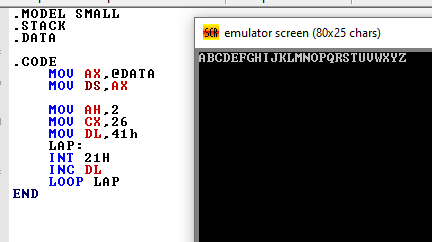 .MODEL SMALL
.STACK
.DATA
.CODE
MOV AX,@DATA
MOV DS,AX
MOV AH,2
MOV CX,26
MOV DL,41h
LAP:
INT 21H
INC DL
LOOP LAP
END
SCR emulator screen (80x25 chars)
ABCDEFGHIJKLMNOPQRSTUVWXYZ